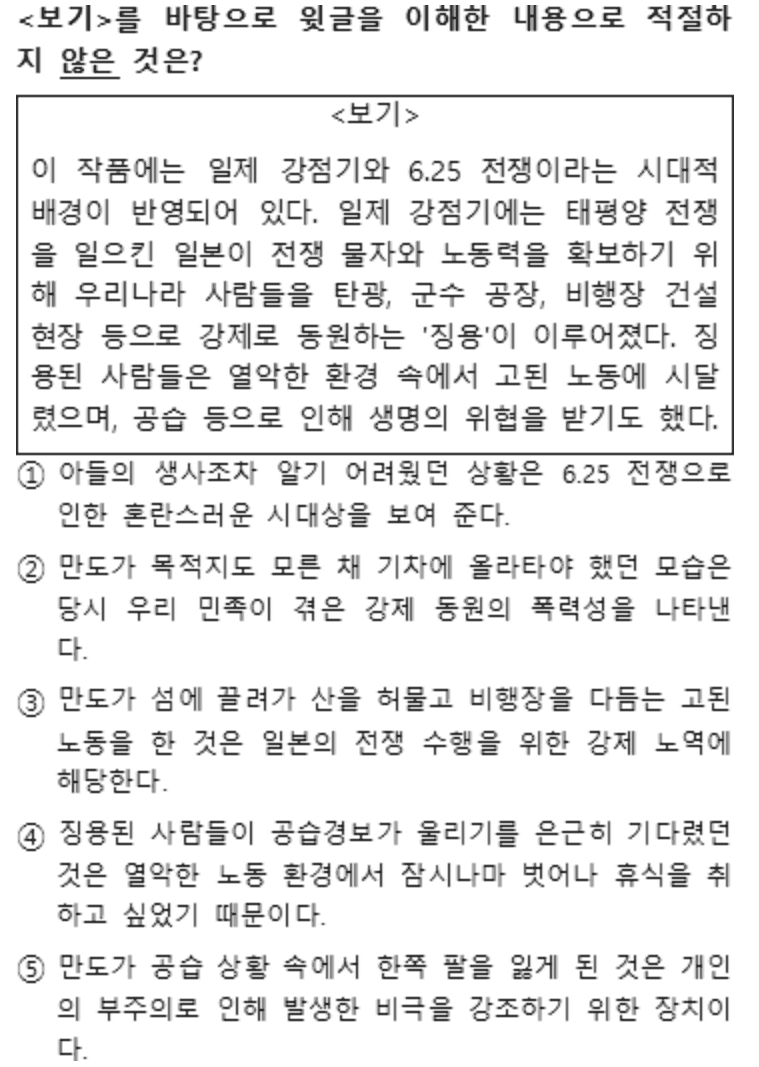 <보기>를 바탕으로 윗글을 이해한 내용으로 적절하
지 않은 것은?
<보기>
이 작품에는 일제 강점기와 6.25 전쟁이라는 시대적
배경이 반영되어 있다. 일제 강점기에는 태평양 전쟁
을 일으킨 일본이 전쟁 물자와 노동력을 확보하기 위
해 우리나라 사람들을 탄광, 군수 공장, 비행장 건설
현장 등으로 강제로 동원하는 '징용'이 이루어졌다. 징
용된 사람들은 열악한 환경 속에서 고된 노동에 시달
렸으며, 공습 등으로 인해 생명의 위협을 받기도 했다.
① 아들의 생사조차 알기 어려웠던 상황은 6.25 전쟁으로
인한 혼란스러운 시대상을 보여 준다.
② 만도가 목적지도 모른 채 기차에 올라타야 했던 모습은
당시 우리 민족이 겪은 강제 동원의 폭력성을 나타낸
다.
③ 만도가 섬에 끌려가 산을 허물고 비행장을 다듬는 고된
노동을 한 것은 일본의 전쟁 수행을 위한 강제 노역에
해당한다.
④ 징용된 사람들이 공습경보가 울리기를 은근히 기다렸던
것은 열악한 노동 환경에서 잠시나마 벗어나 휴식을 취
하고 싶었기 때문이다.
⑤ 만도가 공습 상황 속에서 한쪽 팔을 잃게 된 것은 개인
의 부주의로 인해 발생한 비극을 강조하기 위한 장치이
다.